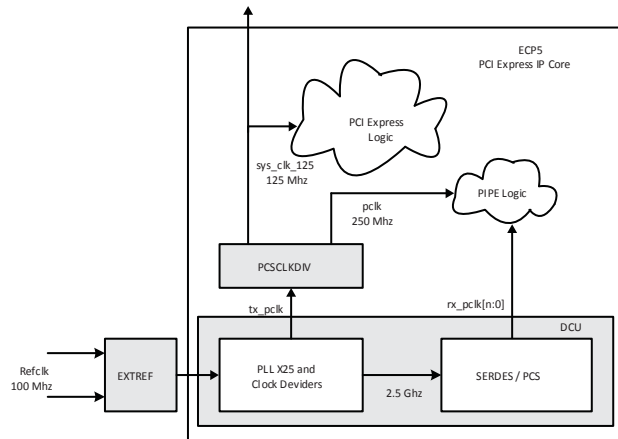 ECP5
PCI Express IP Core
PCI Express
Logic
sys_clk_125
125 Mhz
pclk
250 Mhz
PIPE Logic
PCSCLKDIV
tx_pclk
rx_pclk[n:0]
DCU
Refclk
100 Mhz
EXTREF
PLL X25 and
Clock Deviders
2.5 Ghz
SERDES / PCS